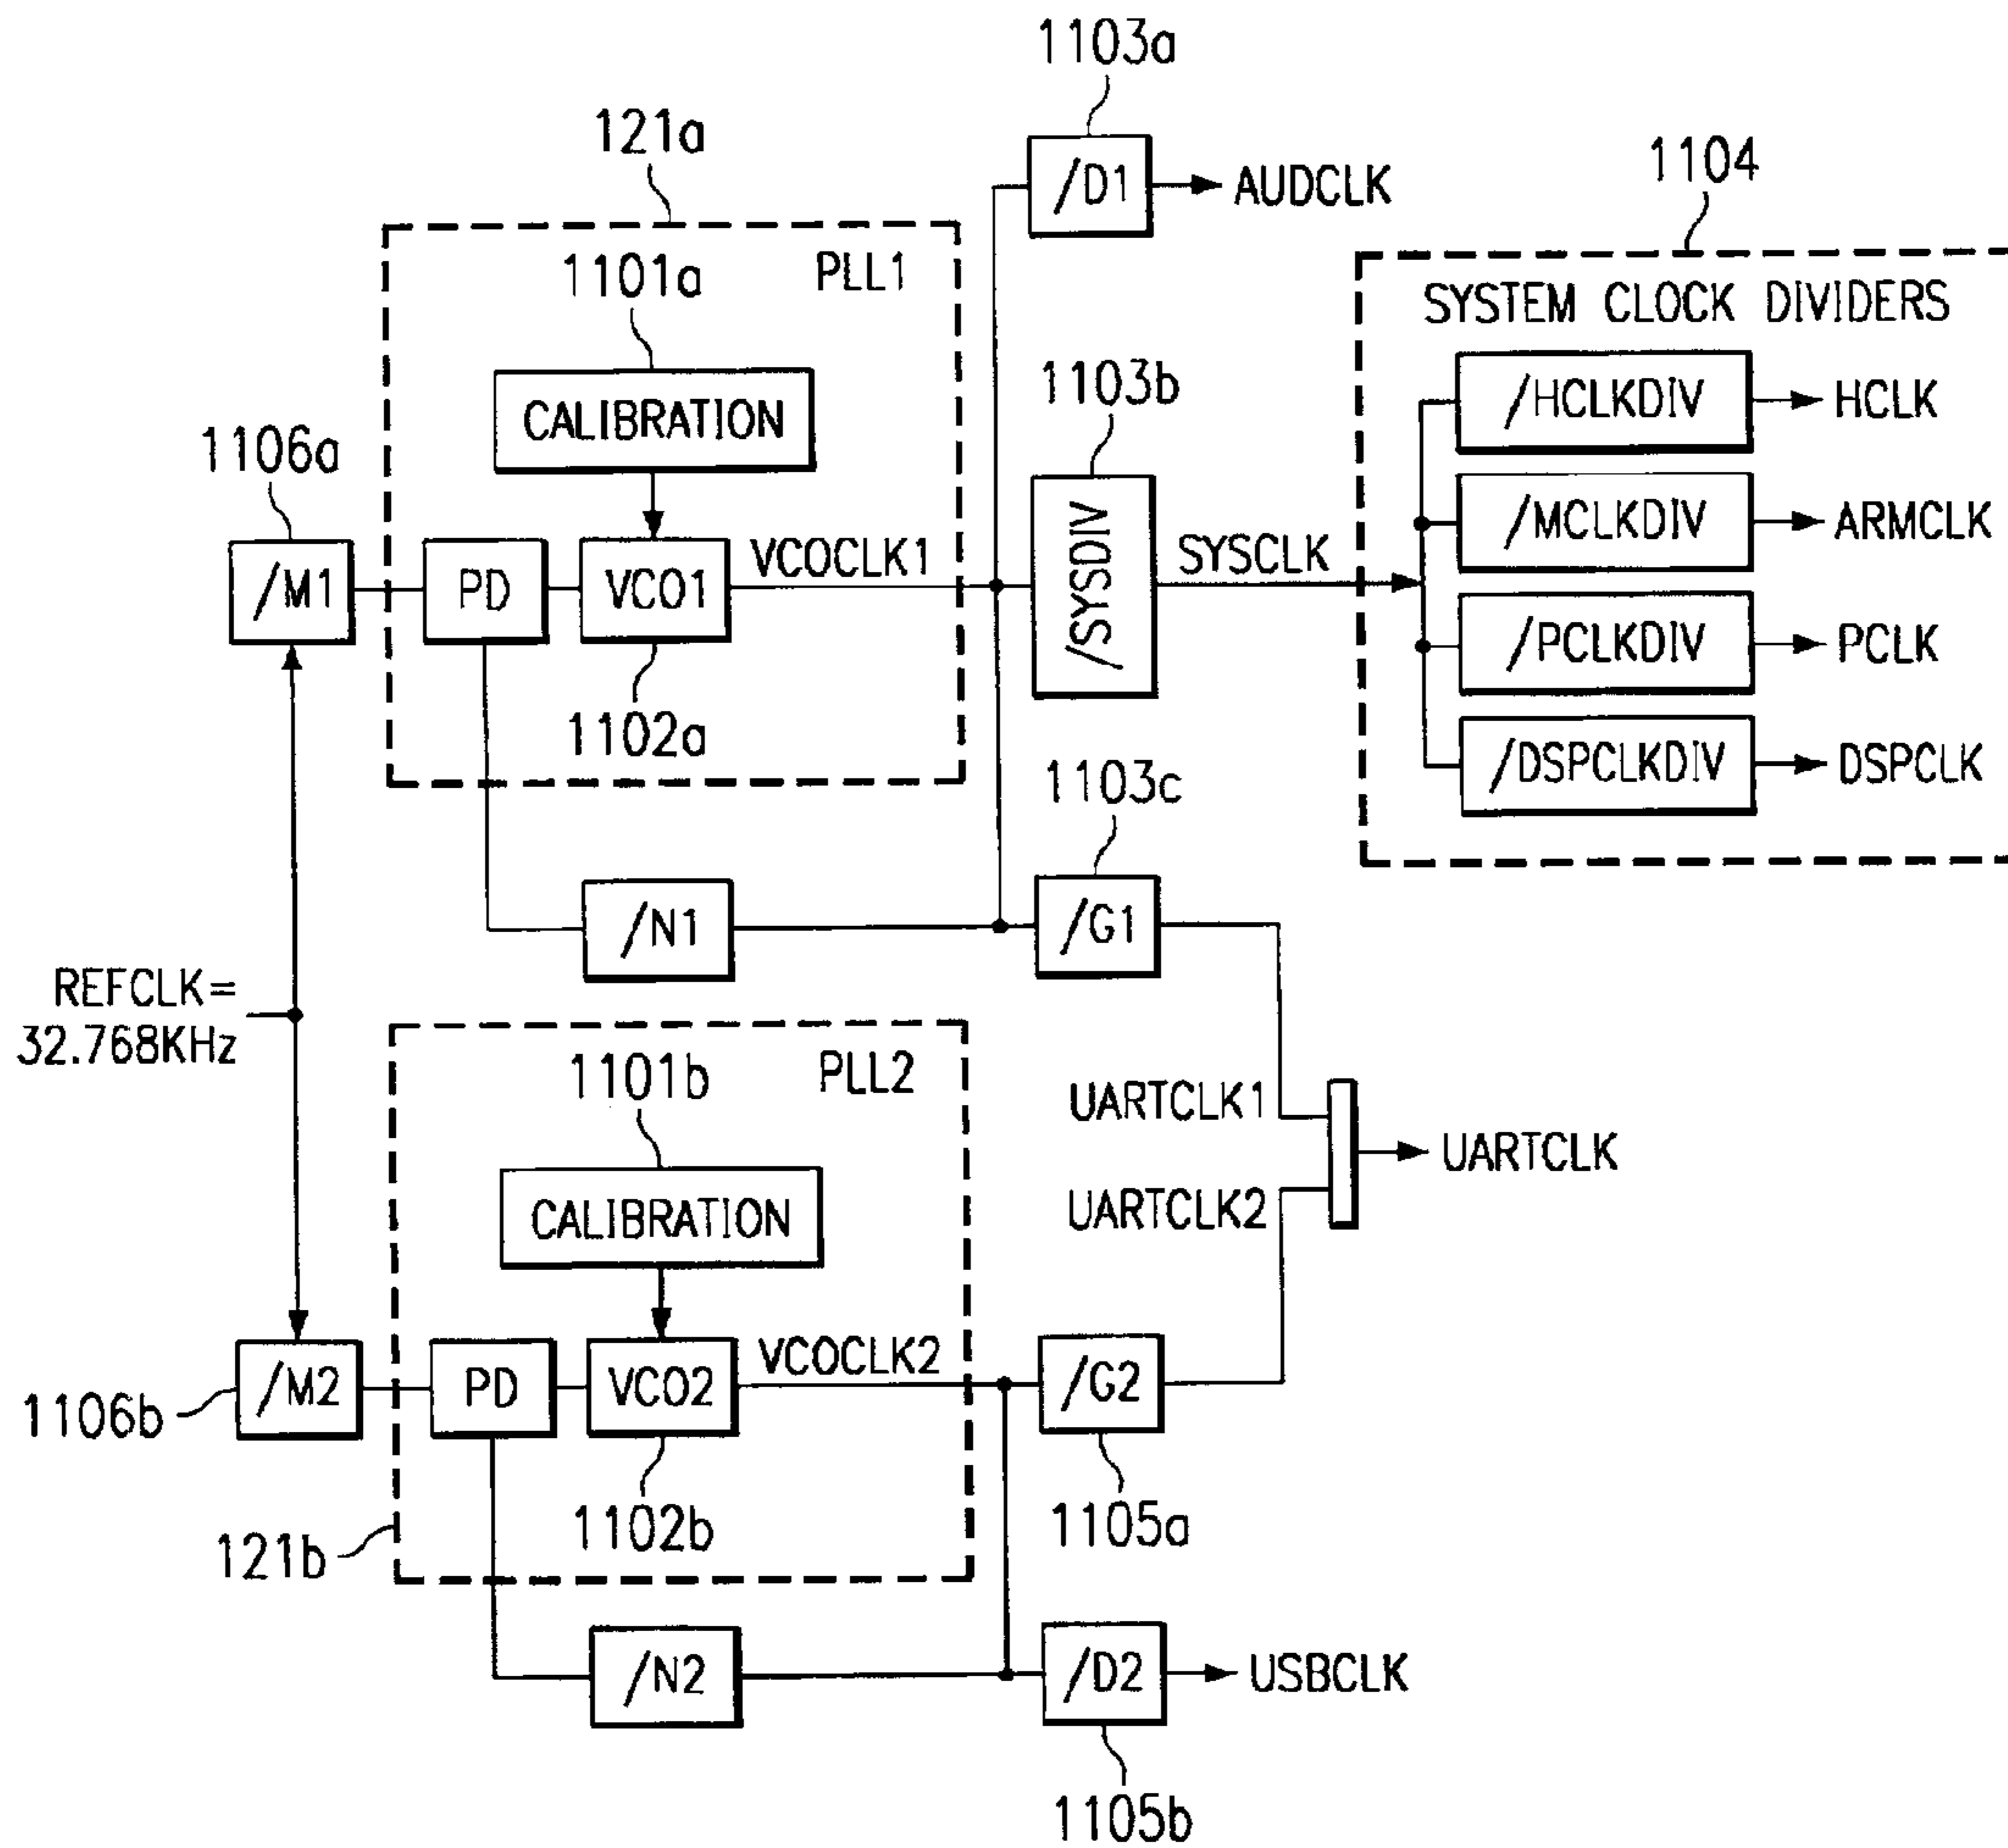 1103a
121a
1104
/D1
AUDCLK
PLL1
1101a
SYSTEM CLOCK DIVIDERS
CALIBRATION
1103b
/HCLKDIV
HCLK
1106a
/MCLKDIV
ARMCLK
/M1
PD
VCO1
VCOCLK1
/SYSDIV
SYSCLK
/PCLKDIV
PCLK
1102a
/DSPCLKDIV
DSPCLK
1103c
/N1
/G1
REFCLK=
32.768KHz
PLL2
1101b
UARTCLK1
UARTCLK
CALIBRATION
UARTCLK2
/M2
PD
VCO2
VCOCLK2
/G2
1106b
1102b
1105a
121b
/N2
/D2
USBCLK
1105b